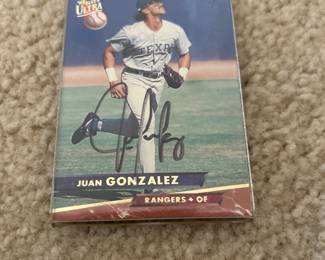 ULTRA
TEXAS
JUAN GONZALEZ
RANGERS • OF